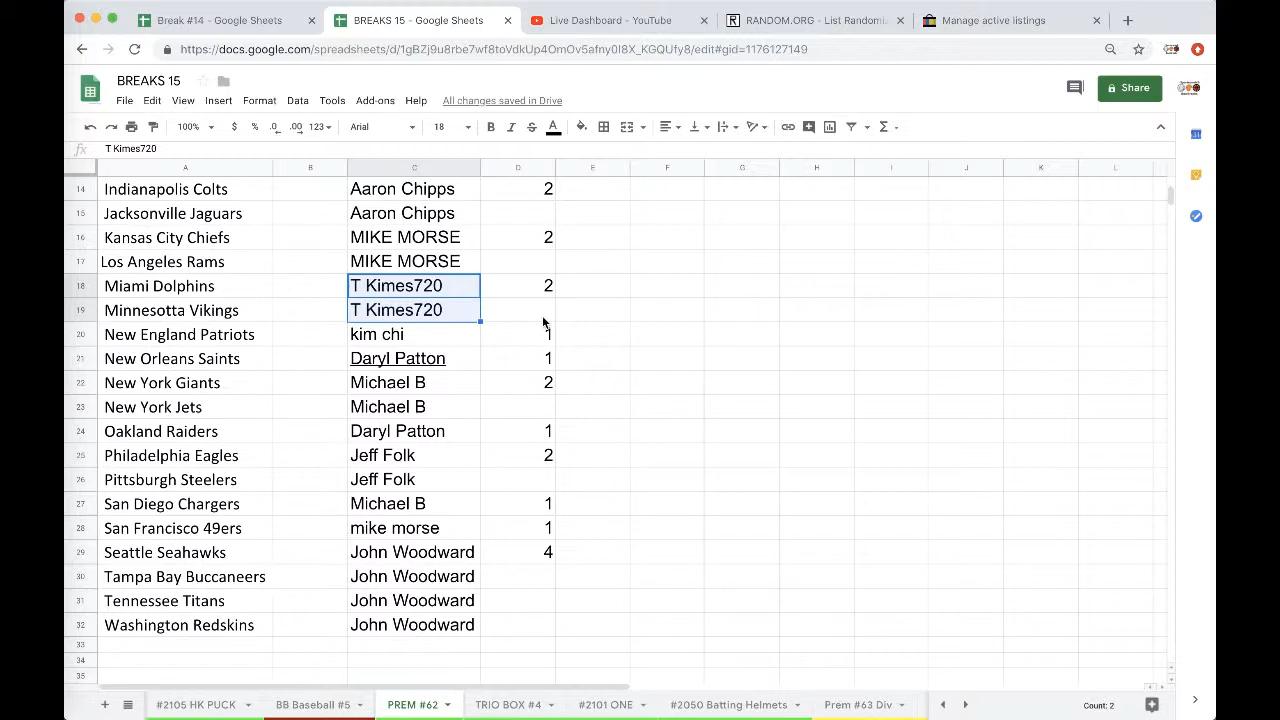 Break #14 - Google Sheets × BREAKS 15 - Google Sheets × Live Dashboard - YouTube × RANDOM.ORG - List Randomi × Manage active listings × +
https://docs.google.com/spreadsheets/d/1gBZj9u8rbe7wf8toVdkUp4OmOv5afny0I8X_KGQUfy8/edit#gid=1176127149
BREAKS 15
File Edit View Insert Format Data Tools Add-ons Help All changes saved in Drive
Share
100% $ % .0 .00 123 Arial 18 B I S A
fx T Kimes720
A B C D E F G H I J K L
14 Indianapolis Colts Aaron Chipps 2
15 Jacksonville Jaguars Aaron Chipps
16 Kansas City Chiefs MIKE MORSE 2
17 Los Angeles Rams MIKE MORSE
18 Miami Dolphins T Kimes720 2
19 Minnesotta Vikings T Kimes720
20 New England Patriots kim chi 1
21 New Orleans Saints Daryl Patton 1
22 New York Giants Michael B 2
23 New York Jets Michael B
24 Oakland Raiders Daryl Patton 1
25 Philadelphia Eagles Jeff Folk 2
26 Pittsburgh Steelers Jeff Folk
27 San Diego Chargers Michael B 1
28 San Francisco 49ers mike morse 1
29 Seattle Seahawks John Woodward 4
30 Tampa Bay Buccaneers John Woodward
31 Tennessee Titans John Woodward
32 Washington Redskins John Woodward
33
34
35
+ #2105 HK PUCK BB Baseball #5 PREM #62 TRIO BOX #4 #2101 ONE #2050 Batting Helmets Prem #63 Div Count: 2